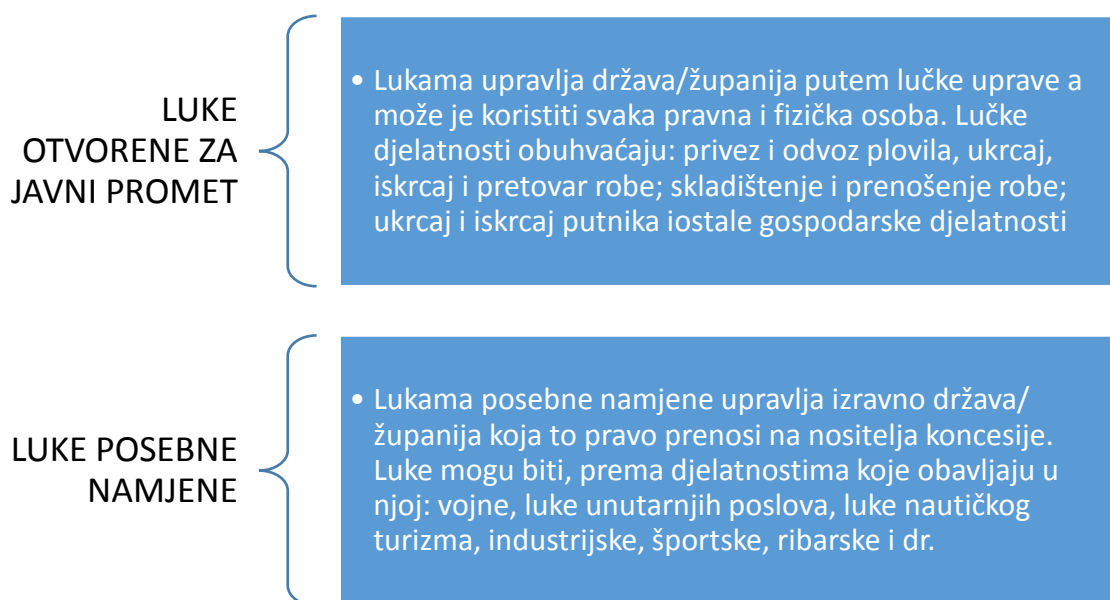 LUKE
OTVORENE ZA
JAVNI PROMET
• Lukama upravlja država/županija putem lučke uprave a
može je koristiti svaka pravna i fizička osoba. Lučke
djelatnosti obuhvaćaju: privez i odvoz plovila, ukrcaj,
iskrcaj i pretovar robe; skladištenje i prenošenje robe;
ukrcaj i iskrcaj putnika iostale gospodarske djelatnosti
LUKE POSEBNE
NAMJENE
• Lukama posebne namjene upravlja izravno država/
županija koja to pravo prenosi na nositelja koncesije.
Luke mogu biti, prema djelatnostima koje obavljaju u
njoj: vojne, luke unutarnjih poslova, luke nautičkog
turizma, industrijske, športske, ribarske i dr.